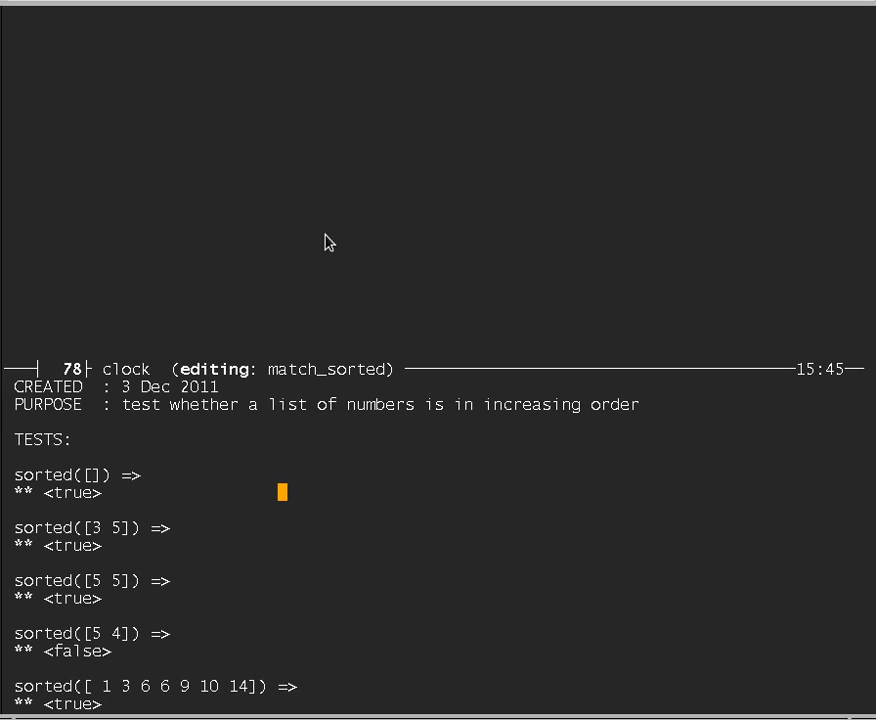 78 clock (editing: match_sorted) 15:45
CREATED : 3 Dec 2011
PURPOSE : test whether a list of numbers is in increasing order
TESTS:
sorted([]) =>
** <true>
sorted([3 5]) =>
** <true>
sorted([5 5]) =>
** <true>
sorted([5 4]) =>
** <false>
sorted([ 1 3 6 6 9 10 14]) =>
** <true>